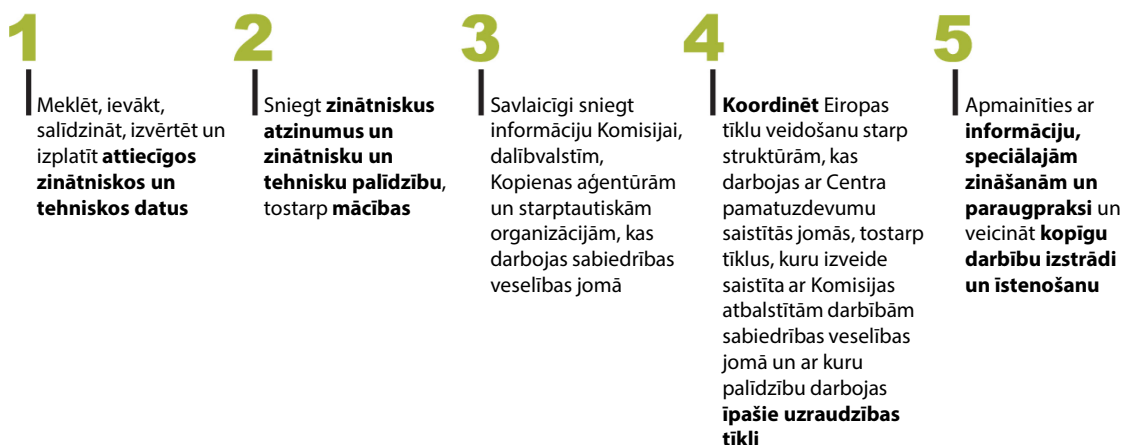 1
Meklēt, ievākt,
salīdzināt, izvērtēt un
izplatīt attiecīgos
zinātniskos un
tehniskos datus
2
Sniegt zinātniskus
atzinumus un
zinātnisku un
tehnisku palīdzību,
tostarp mācības
3
Savlaicīgi sniegt
informāciju Komisijai,
dalībvalstīm,
Kopienas aģentūrām
un starptautiskām
organizācijām, kas
darbojas sabiedrības
veselības jomā
4
Koordinēt Eiropas
tīklu veidošanu starp
struktūrām, kas
darbojas ar Centra
pamatuzdevumu
saistītās jomās, tostarp
tīklus, kuru izveide
saistīta ar Komisijas
atbalstītām darbībām
sabiedrības veselības
jomā un ar kuru
palīdzību darbojas
īpašie uzraudzības
tīkli
5
Apmainīties ar
informāciju,
speciālajām
zināšanām un
paraugpraksi un
veicināt kopīgu
darbību izstrādi
un īstenošanu